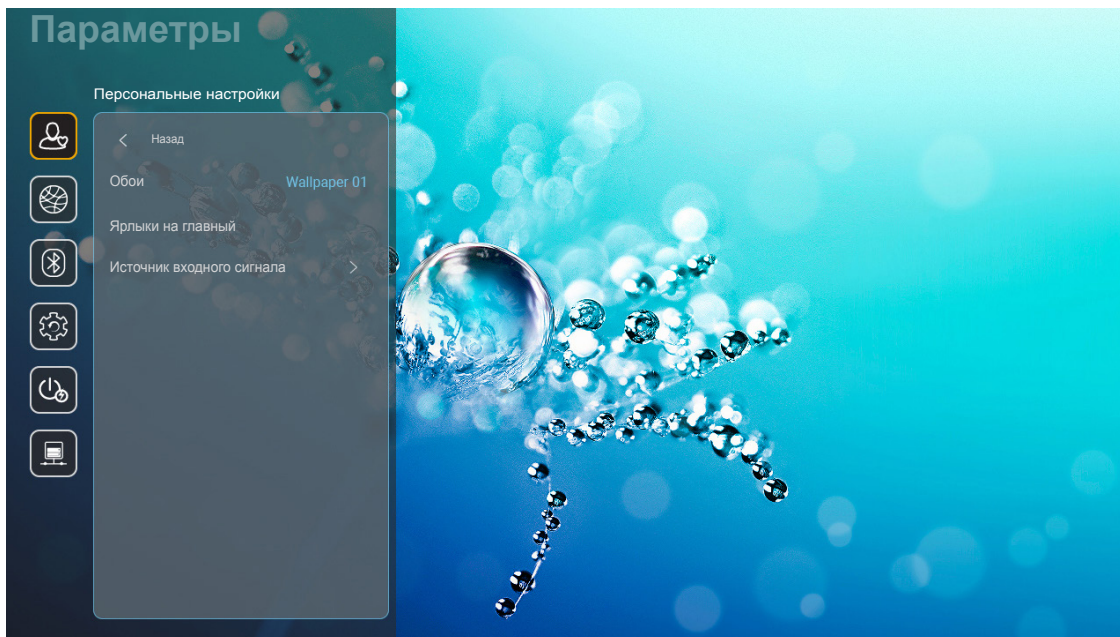 Параметры
Персональные настройки
Назад
Обои Wallpaper 01
Ярлыки на главный
Источник входного сигнала